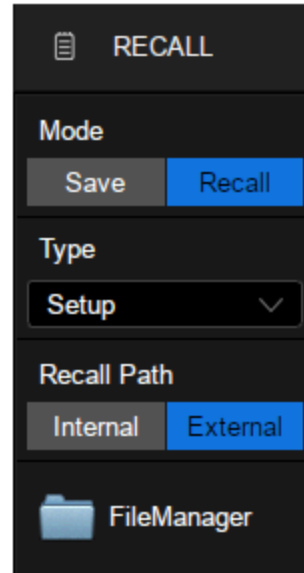 RECALL
Mode
Save Recall
Type
Setup
Recall Path
Internal External
FileManager